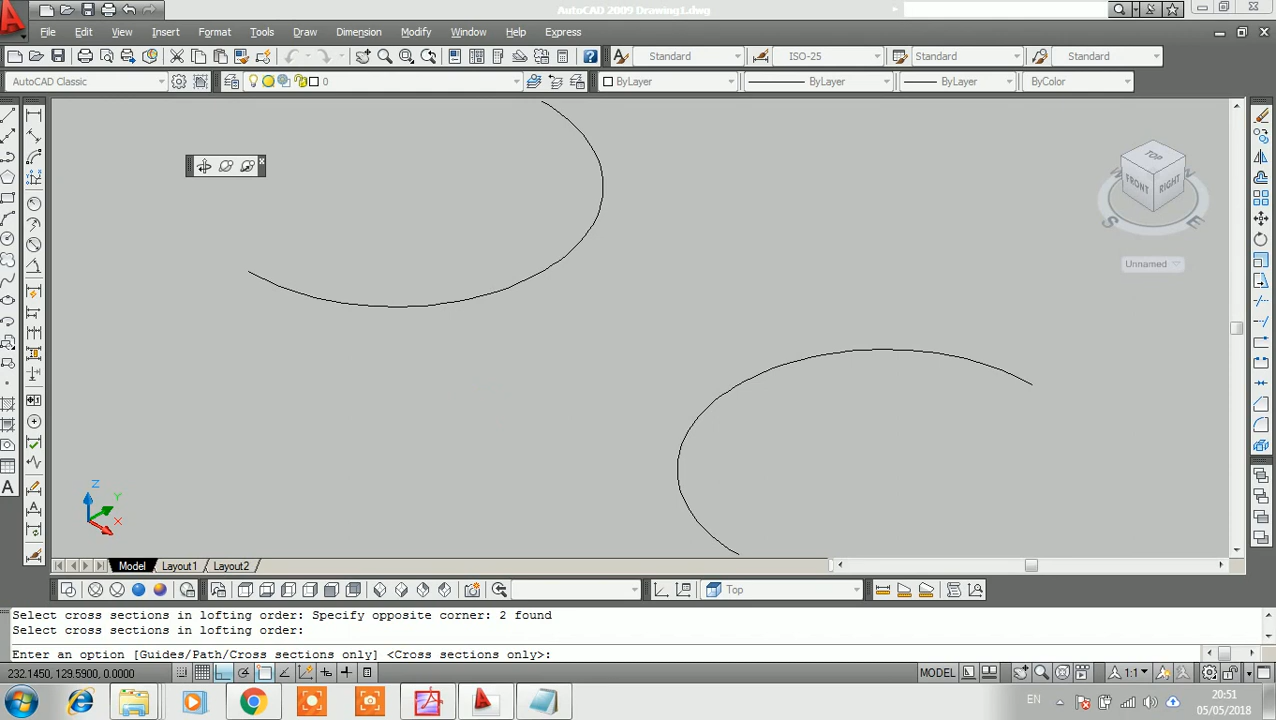 AutoCAD 2009 Drawing1.dwg
File Edit View Insert Format Tools Draw Dimension Modify Window Help Express
Standard ISO-25 Standard Standard
AutoCAD Classic 0 ByLayer ByLayer ByLayer ByColor
TOP
FRONT RIGHT
W
S E
Unnamed
Z
Y
X
A
Model Layout1 Layout2
Top
Select cross sections in lofting order: Specify opposite corner: 2 found
Select cross sections in lofting order:
Enter an option [Guides/Path/Cross sections only] <Cross sections only>:
232.1450, 129.5900, 0.0000 MODEL 1:1
EN 20:51
05/05/2018